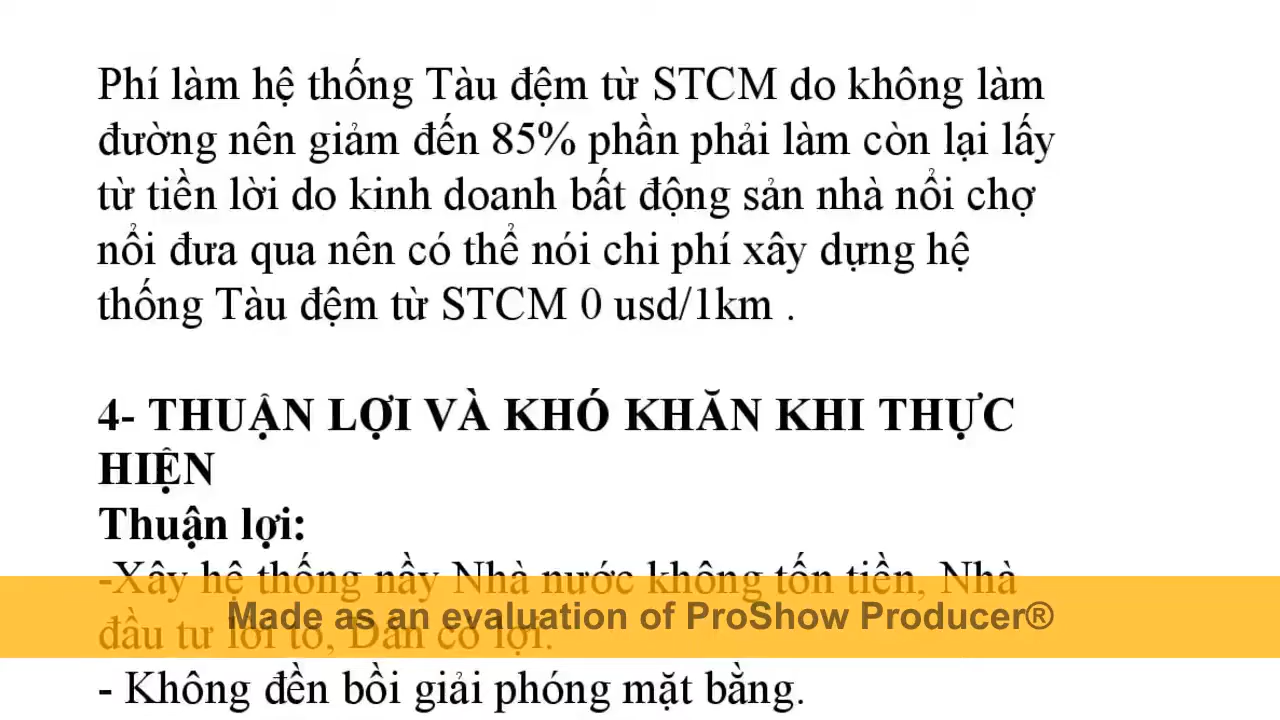 Phí làm hệ thống Tàu đệm từ STCM do không làm
đường nên giảm đến 85% phần phải làm còn lại lấy
từ tiền lời do kinh doanh bất động sản nhà nổi chợ
nổi đưa qua nên có thể nói chi phí xây dựng hệ
thống Tàu đệm từ STCM 0 usd/1km .
4- THUẬN LỢI VÀ KHÓ KHĂN KHI THỰC
HIỆN
Thuận lợi:
-Xây hệ thống nầy Nhà nước không tốn tiền, Nhà
Made as an evaluation of ProShow Producer®
đầu tư lời to, Dân có lợi.
- Không đền bồi giải phóng mặt bằng.